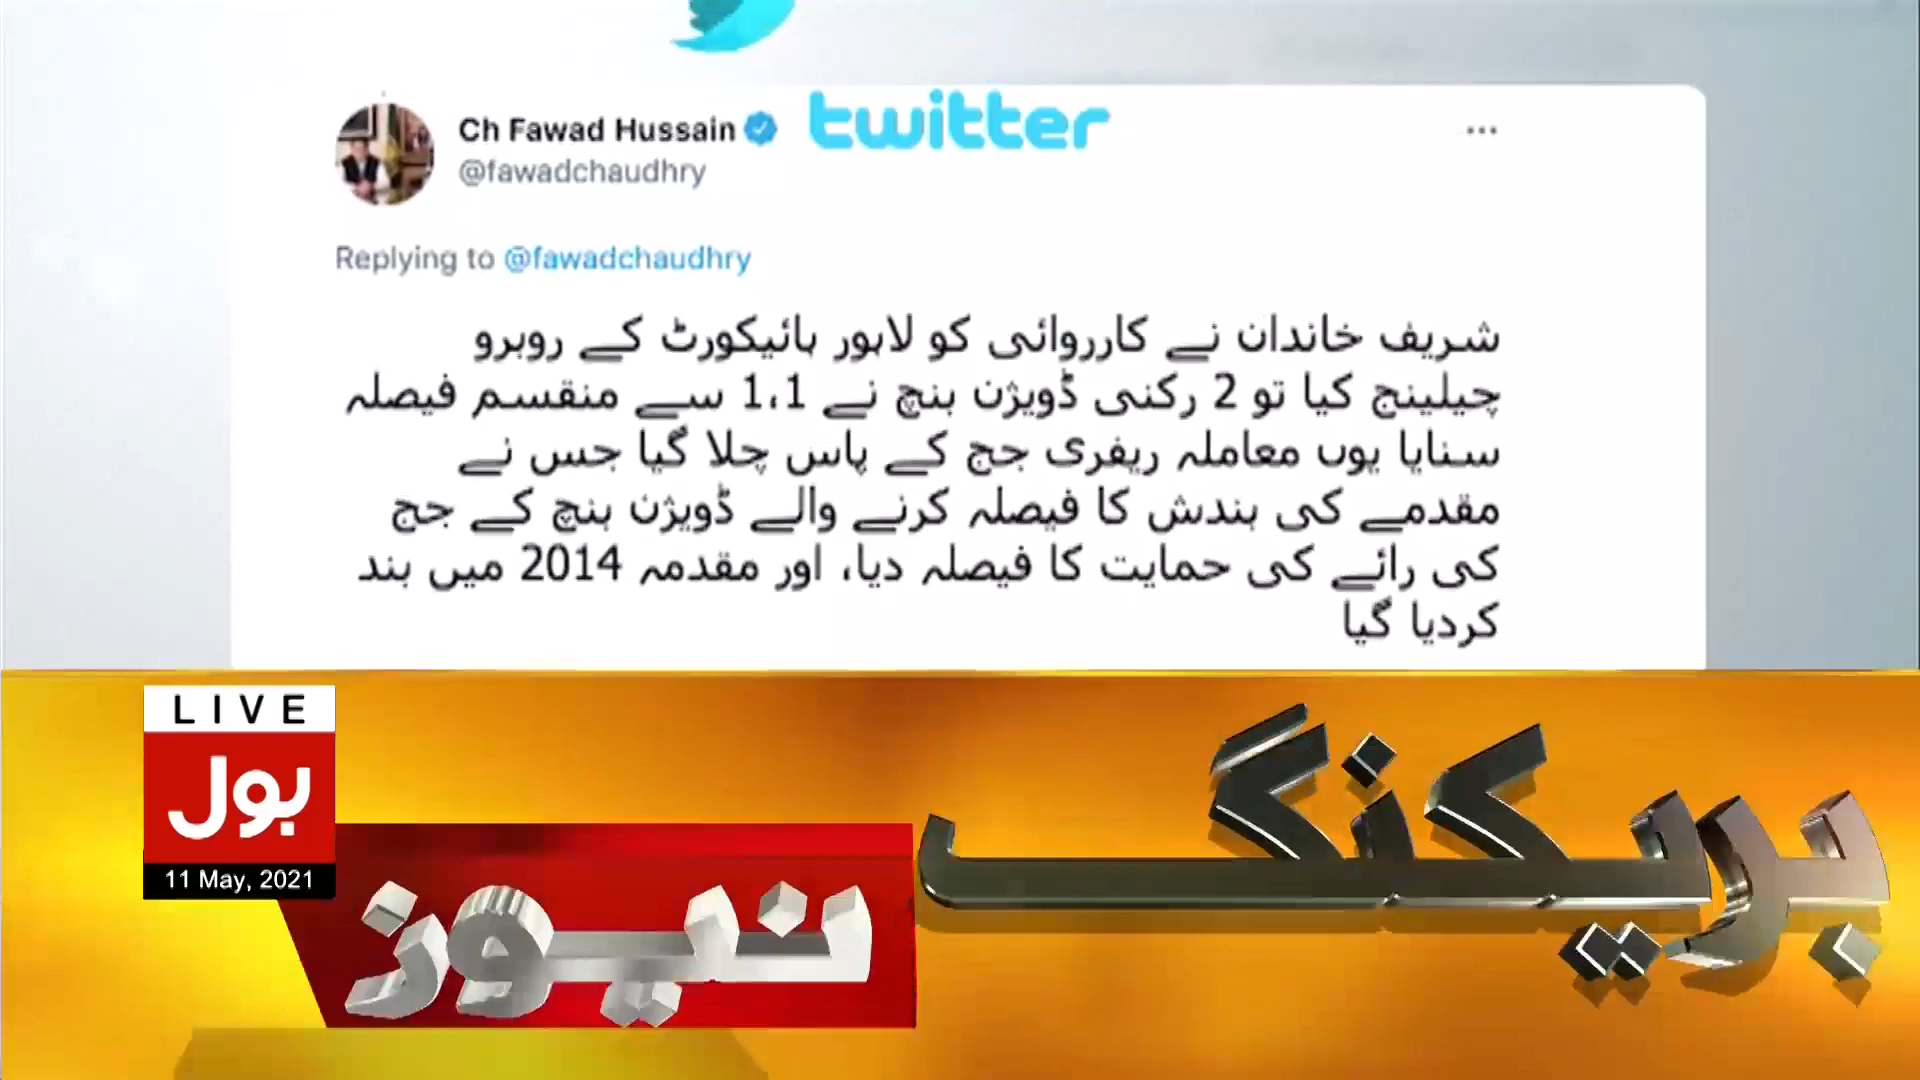 twitter
Ch Fawad Hussain
@fawadchaudhry
Replying to @fawadchaudhry
شریف خاندان نے کارروائی کو لاہور ہائیکورٹ کے روبرو
چیلینج کیا تو 2 رکنی ڈویژن بنچ نے 1،1 سے منقسم فیصلہ
سنایا یوں معاملہ ریفری جج کے پاس چلا گیا جس نے
مقدمے کی بندش کا فیصلہ کرنے والے ڈویژن بنچ کے جج
کی رائے کی حمایت کا فیصلہ دیا، اور مقدمہ 2014 میں بند
کردیا گیا
LIVE
بول
11 May, 2021
بریکنگ
نیوز